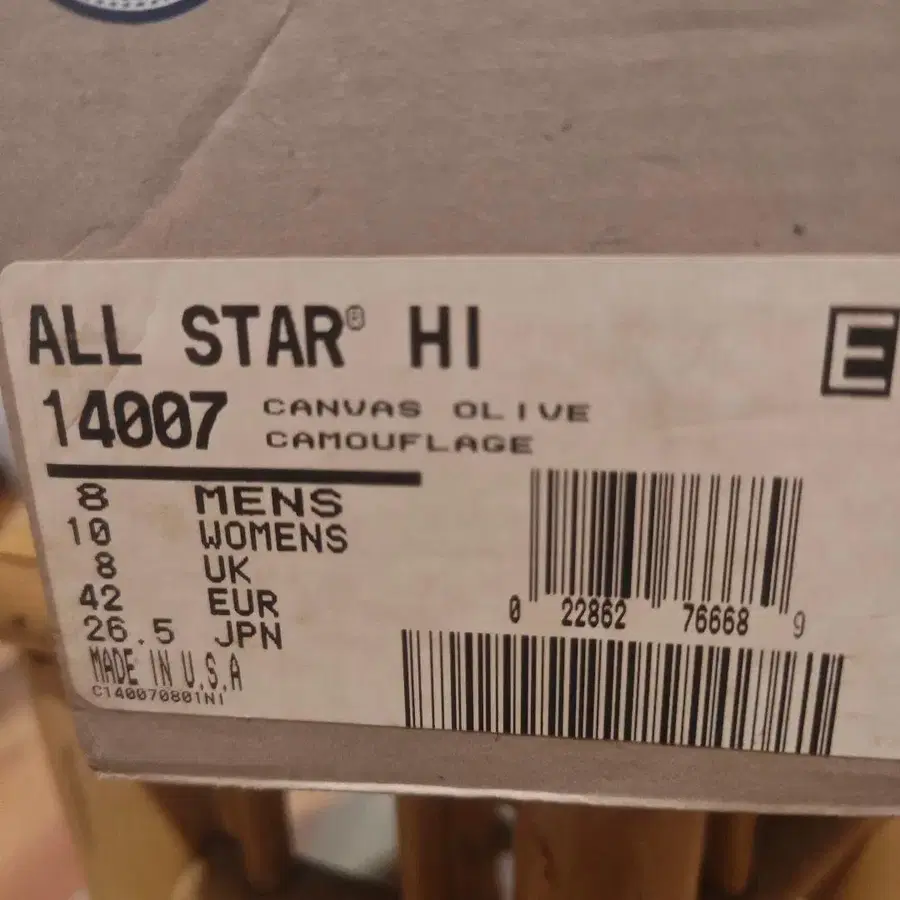 ALL STAR® HI
E
14007 CANVAS OLIVE
CAMOUFLAGE
8 MENS
10 WOMENS
8 UK
42 EUR
26.5 JPN
MADE IN U.S.A
C140070801N1
0 22862 76668 9